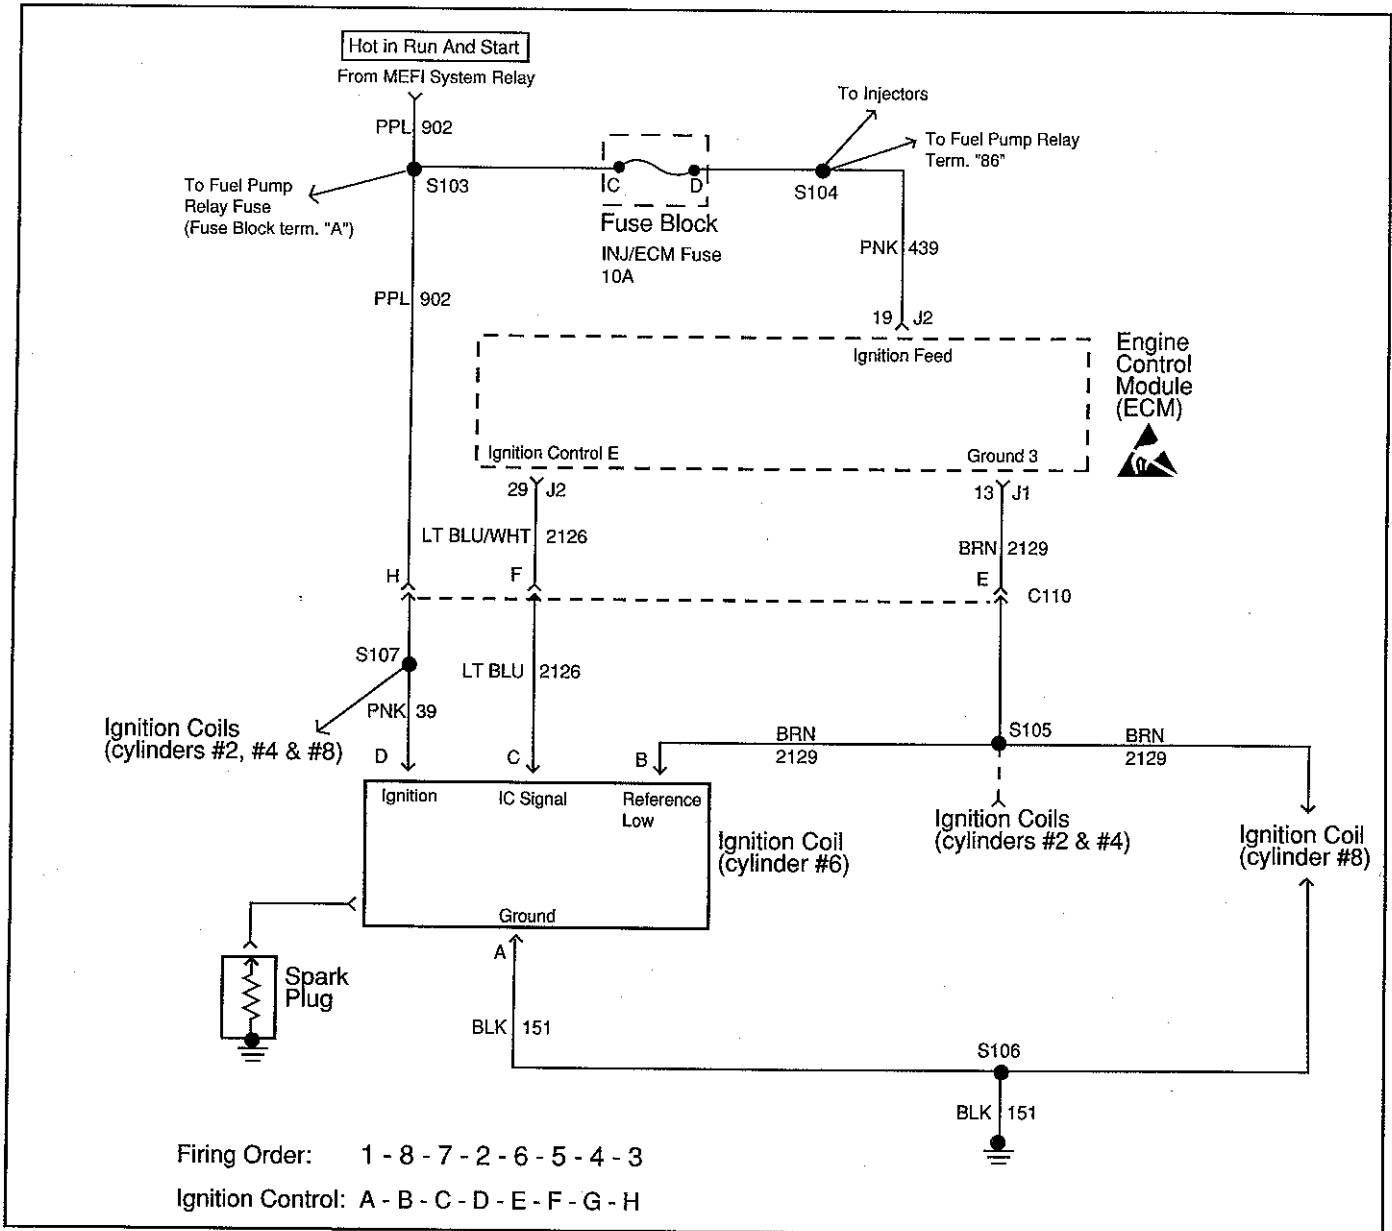 Hot in Run And Start
From MEFI System Relay
PPL 902
To Injectors
To Fuel Pump Relay
Term. "86"
S103
C
D
S104
To Fuel Pump
Relay Fuse
(Fuse Block term. "A")
Fuse Block
INJ/ECM Fuse
10A
PNK 439
PPL 902
19 J2
Ignition Feed
Engine
Control
Module
(ECM)
Ignition Control E
Ground 3
29 J2
13 J1
LT BLU/WHT 2126
BRN 2129
H
F
E
C110
S107
LT BLU 2126
PNK 39
Ignition Coils
(cylinders #2, #4 & #8)
S105
BRN
2129
BRN
2129
D
C
B
Ignition
IC Signal
Reference
Low
Ignition Coil
(cylinder #6)
Ignition Coils
(cylinders #2 & #4)
Ignition Coil
(cylinder #8)
Ground
A
Spark
Plug
BLK 151
S106
BLK 151
Firing Order: 1 - 8 - 7 - 2 - 6 - 5 - 4 - 3
Ignition Control: A - B - C - D - E - F - G - H